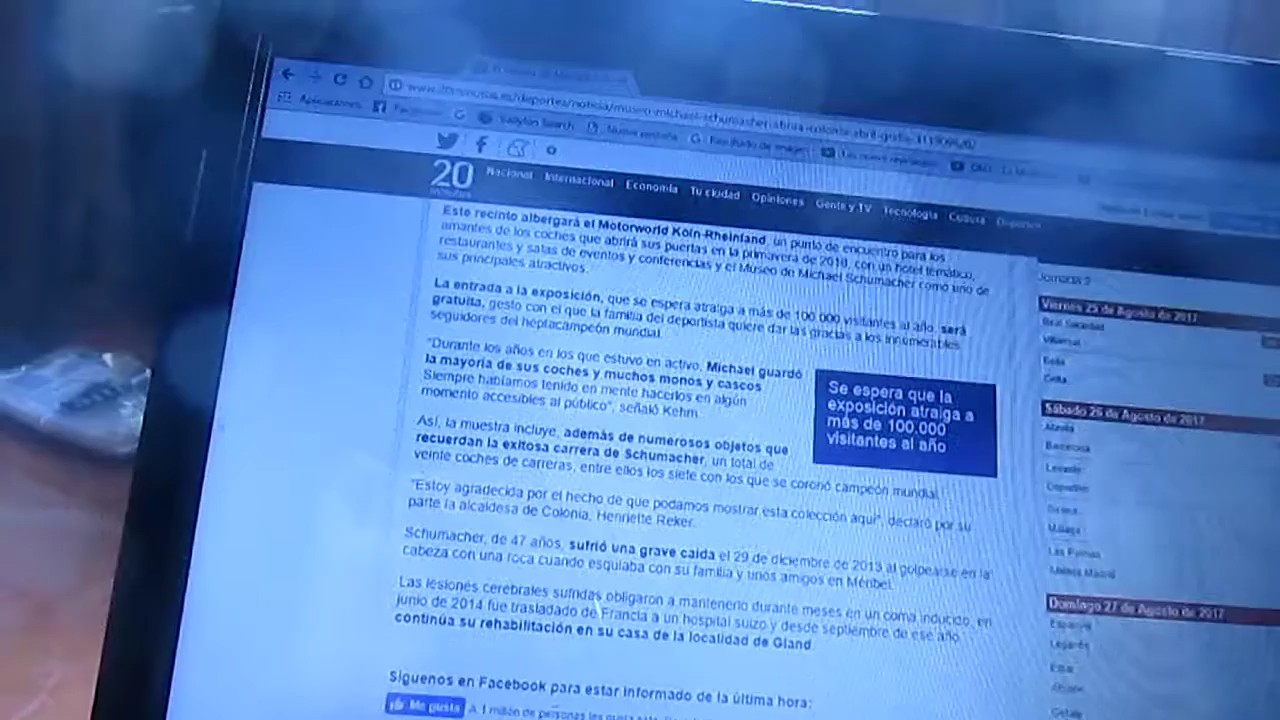 Aplicaciones
Babylon Search
20
minutos
Nacional Internacional Economía Tu ciudad Opiniones Gente y TV Tecnología Cultura Deportes
Este recinto albergará el Motorworld Köln-Rheinland, un punto de encuentro para los
amantes de los coches que abrirá sus puertas en la primavera de 2018, con un hotel temático,
restaurantes y salas de eventos y conferencias y el Museo de Michael Schumacher como uno de
sus principales atractivos.
La entrada a la exposición, que se espera atraiga a más de 100.000 visitantes al año, será
gratuita, gesto con el que la familia del deportista quiere dar las gracias a los innumerables
seguidores del heptacampeón mundial.
"Durante los años en los que estuvo en activo, Michael guardó
la mayoría de sus coches y muchos monos y cascos.
Siempre habíamos tenido en mente hacerlos en algún
momento accesibles al público", señaló Kehm.
Se espera que la
exposición atraiga a
más de 100.000
visitantes al año
Así, la muestra incluye, además de numerosos objetos que
recuerdan la exitosa carrera de Schumacher, un total de
veinte coches de carreras, entre ellos los siete con los que se coronó campeón mundial.
"Estoy agradecida por el hecho de que podamos mostrar esta colección aquí", declaró por su
parte la alcaldesa de Colonia, Henriette Reker.
Schumacher, de 47 años, sufrió una grave caída el 29 de diciembre de 2013 al golpearse en la
cabeza con una roca cuando esquiaba con su familia y unos amigos en Méribel.
Las lesiones cerebrales sufridas obligaron a mantenerlo durante meses en un coma inducido, en
junio de 2014 fue trasladado de Francia a un hospital suizo y desde septiembre de ese año
continúa su rehabilitación en su casa de la localidad de Gland.
Síguenos en Facebook para estar informado de la última hora:
Me gusta A 1 millón de personas les gusta
Jornada 2
Viernes 25 de Agosto de 2017
Real Sociedad
Villarreal
Betis
Celta
Sábado 26 de Agosto de 2017
Alavés
Barcelona
Levante
Deportivo
Girona
Málaga
Las Palmas
Atlético Madrid
Domingo 27 de Agosto de 2017
Espanyol
Leganés
Eibar
Athletic
Getafe